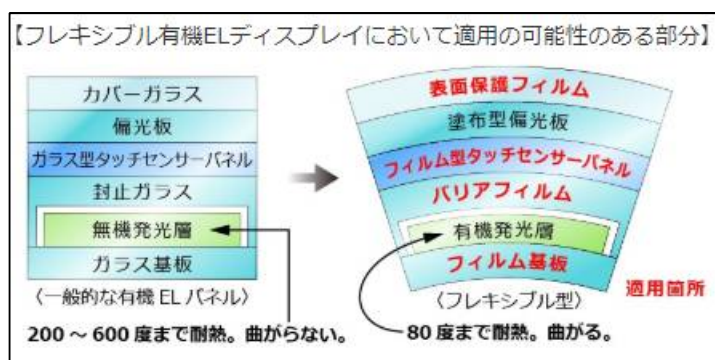 【フレキシブル有機ELディスプレイにおいて適用の可能性のある部分】
カバーガラス
偏光板
ガラス型タッチセンサーパネル
封止ガラス
無機発光層
ガラス基板
〈一般的な有機ELパネル〉
200〜600度まで耐熱。曲がらない。
表面保護フィルム
塗布型偏光板
フィルム型タッチセンサーパネル
バリアフィルム
有機発光層
フィルム基板
適用箇所
〈フレキシブル型〉
80度まで耐熱。曲がる。